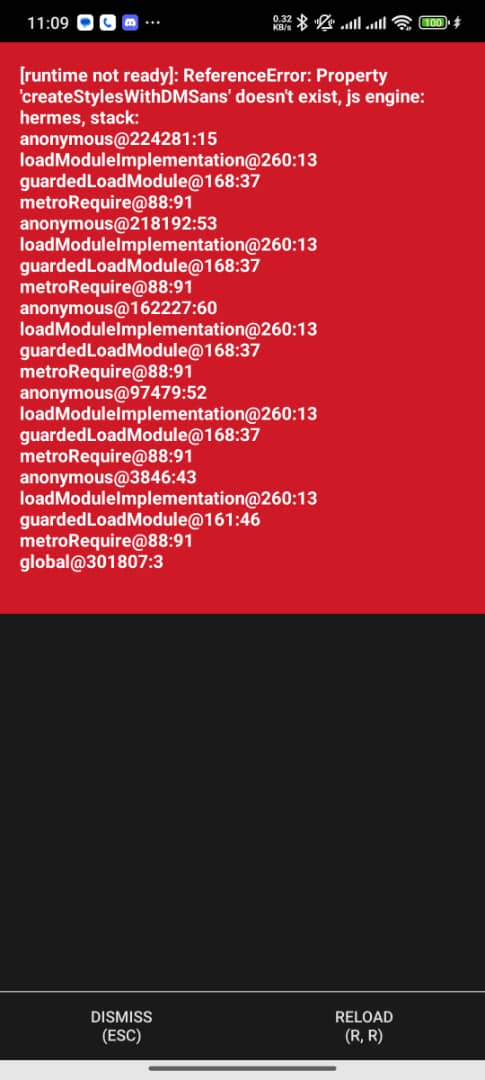 11:09 ... 0.32 KB/s 100
[runtime not ready]: ReferenceError: Property
'createStylesWithDMSans' doesn't exist, js engine:
hermes, stack:
anonymous@224281:15
loadModuleImplementation@260:13
guardedLoadModule@168:37
metroRequire@88:91
anonymous@218192:53
loadModuleImplementation@260:13
guardedLoadModule@168:37
metroRequire@88:91
anonymous@162227:60
loadModuleImplementation@260:13
guardedLoadModule@168:37
metroRequire@88:91
anonymous@97479:52
loadModuleImplementation@260:13
guardedLoadModule@168:37
metroRequire@88:91
anonymous@3846:43
loadModuleImplementation@260:13
guardedLoadModule@161:46
metroRequire@88:91
global@301807:3
DISMISS
(ESC)
RELOAD
(R, R)